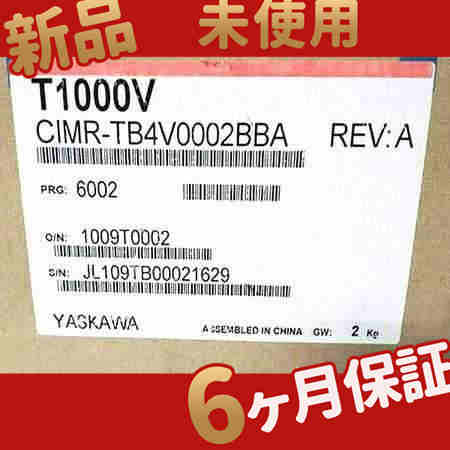 新品 未使用
T1000V
CIMR-TB4V0002BBA REV: A
PRG: 6002
O/N: 1009T0002
S/N: JL109TB00021629
YASKAWA ASSEMBLED IN CHINA GW: 2 Kg
6ヶ月保証